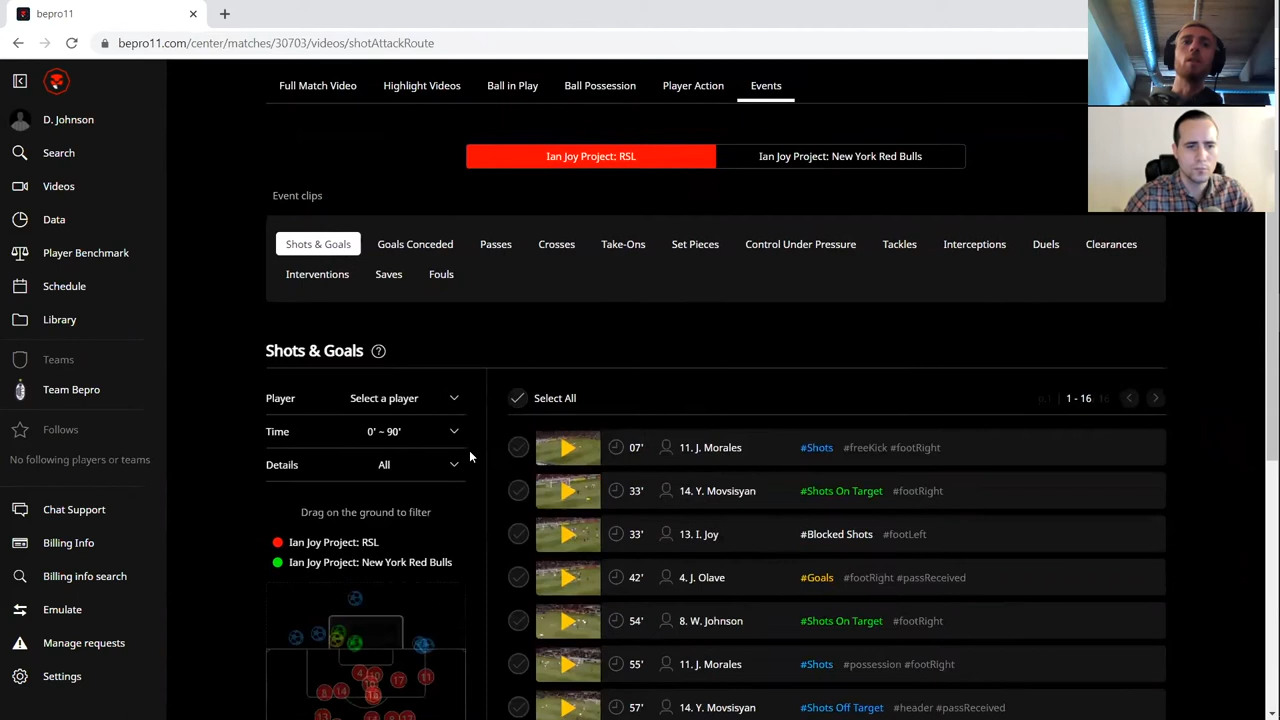 bepro11
bepro11.com/center/matches/30703/videos/shotAttackRoute
D. Johnson
Search
Videos
Data
Player Benchmark
Schedule
Library
Teams
Team Bepro
Follows
No following players or teams
Chat Support
Billing Info
Billing info search
Emulate
Manage requests
Settings
Full Match Video Highlight Videos Ball in Play Ball Possession Player Action Events
Ian Joy Project: RSL Ian Joy Project: New York Red Bulls
Event clips
Shots & Goals Goals Conceded Passes Crosses Take-Ons Set Pieces Control Under Pressure Tackles Interceptions Duels Clearances
Interventions Saves Fouls
Shots & Goals ?
Player Select a player
Time 0' ~ 90'
Details All
Drag on the ground to filter
Ian Joy Project: RSL
Ian Joy Project: New York Red Bulls
Select All 1 - 16 16
07' 11. J. Morales #Shots #freeKick #footRight
33' 14. Y. Movsisyan #Shots On Target #footRight
33' 13. I. Joy #Blocked Shots #footLeft
42' 4. J. Olave #Goals #footRight #passReceived
54' 8. W. Johnson #Shots On Target #footRight
55' 11. J. Morales #Shots #possession #footRight
57' 14. Y. Movsisyan #Shots Off Target #header #passReceived